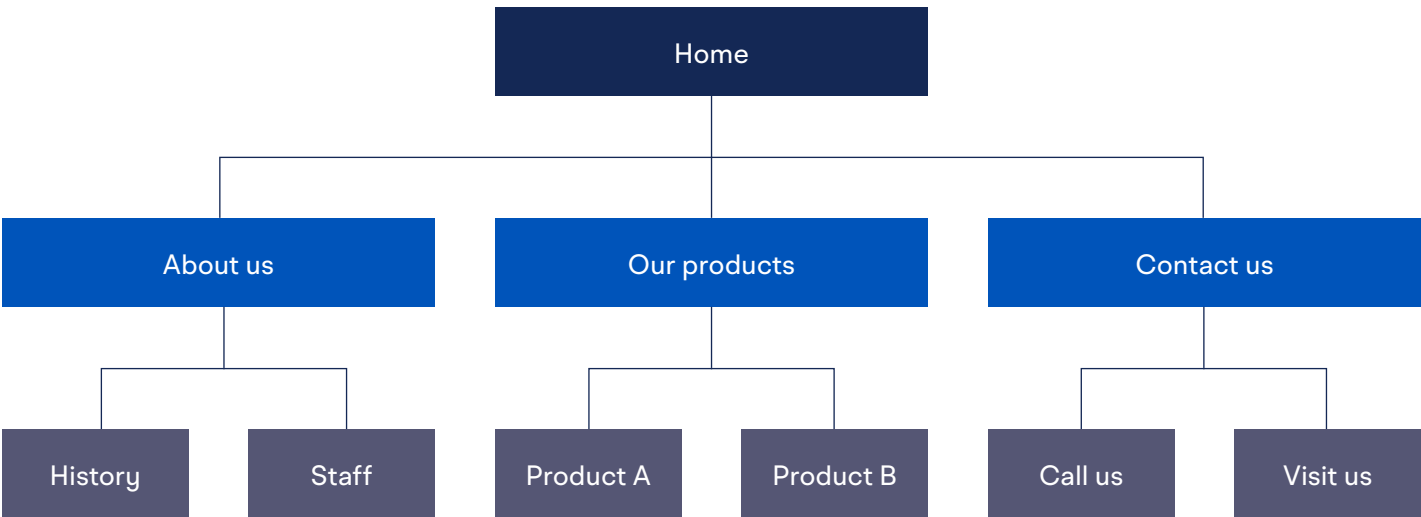 Home
About us
Our products
Contact us
History
Staff
Product A
Product B
Call us
Visit us